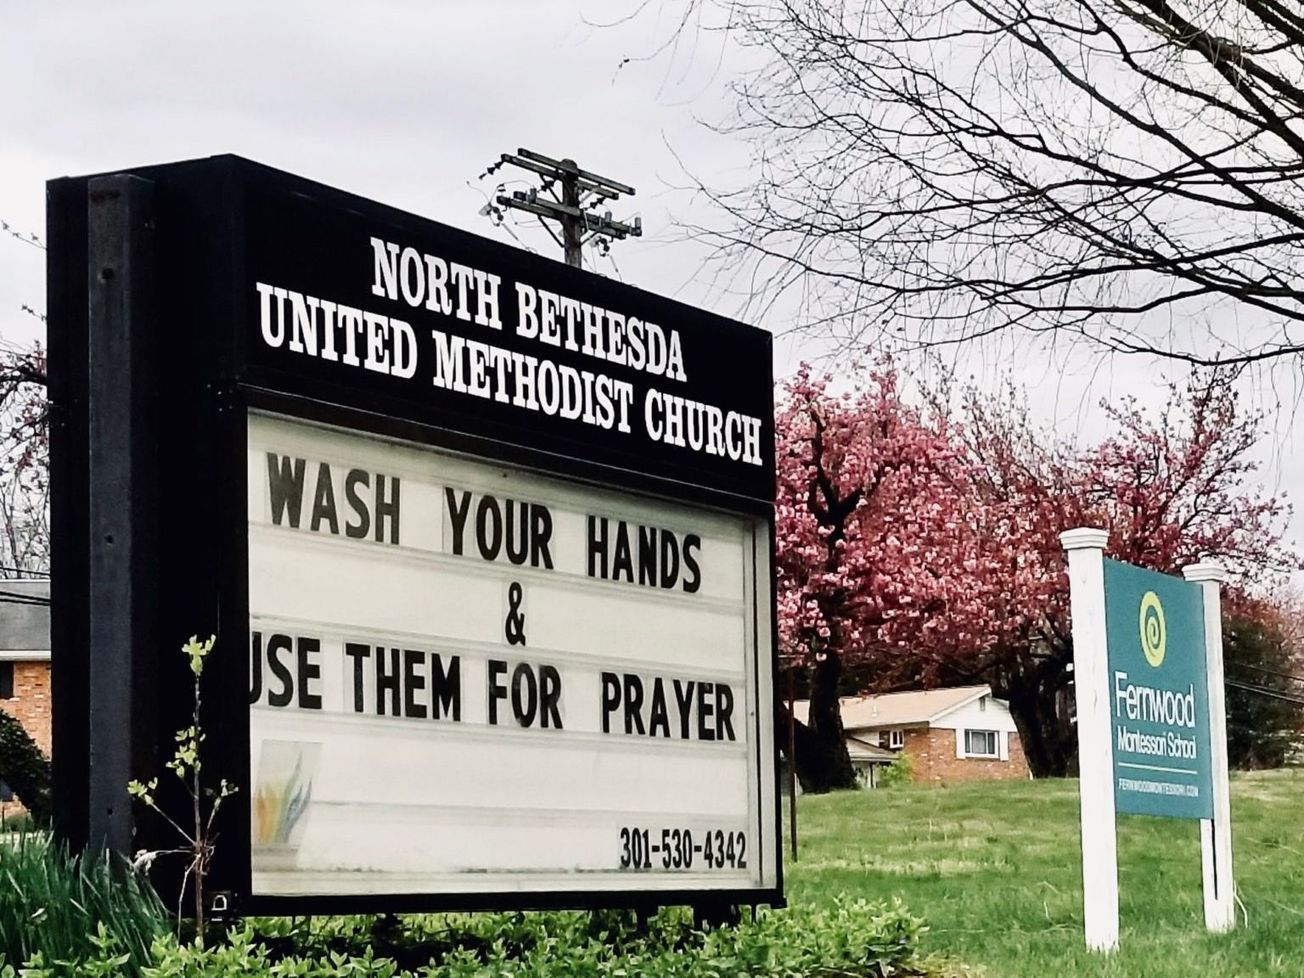 NORTH BETHESDA
UNITED METHODIST CHURCH
WASH YOUR HANDS
&
USE THEM FOR PRAYER
301-530-4342
Fernwood
Montessori School
FERNWOODMONTESSORI.COM